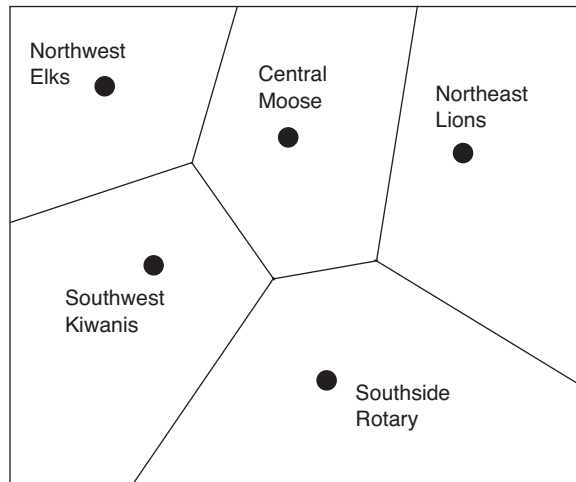 Northwest
Elks
Central
Moose
Northeast
Lions
Southwest
Kiwanis
Southside
Rotary